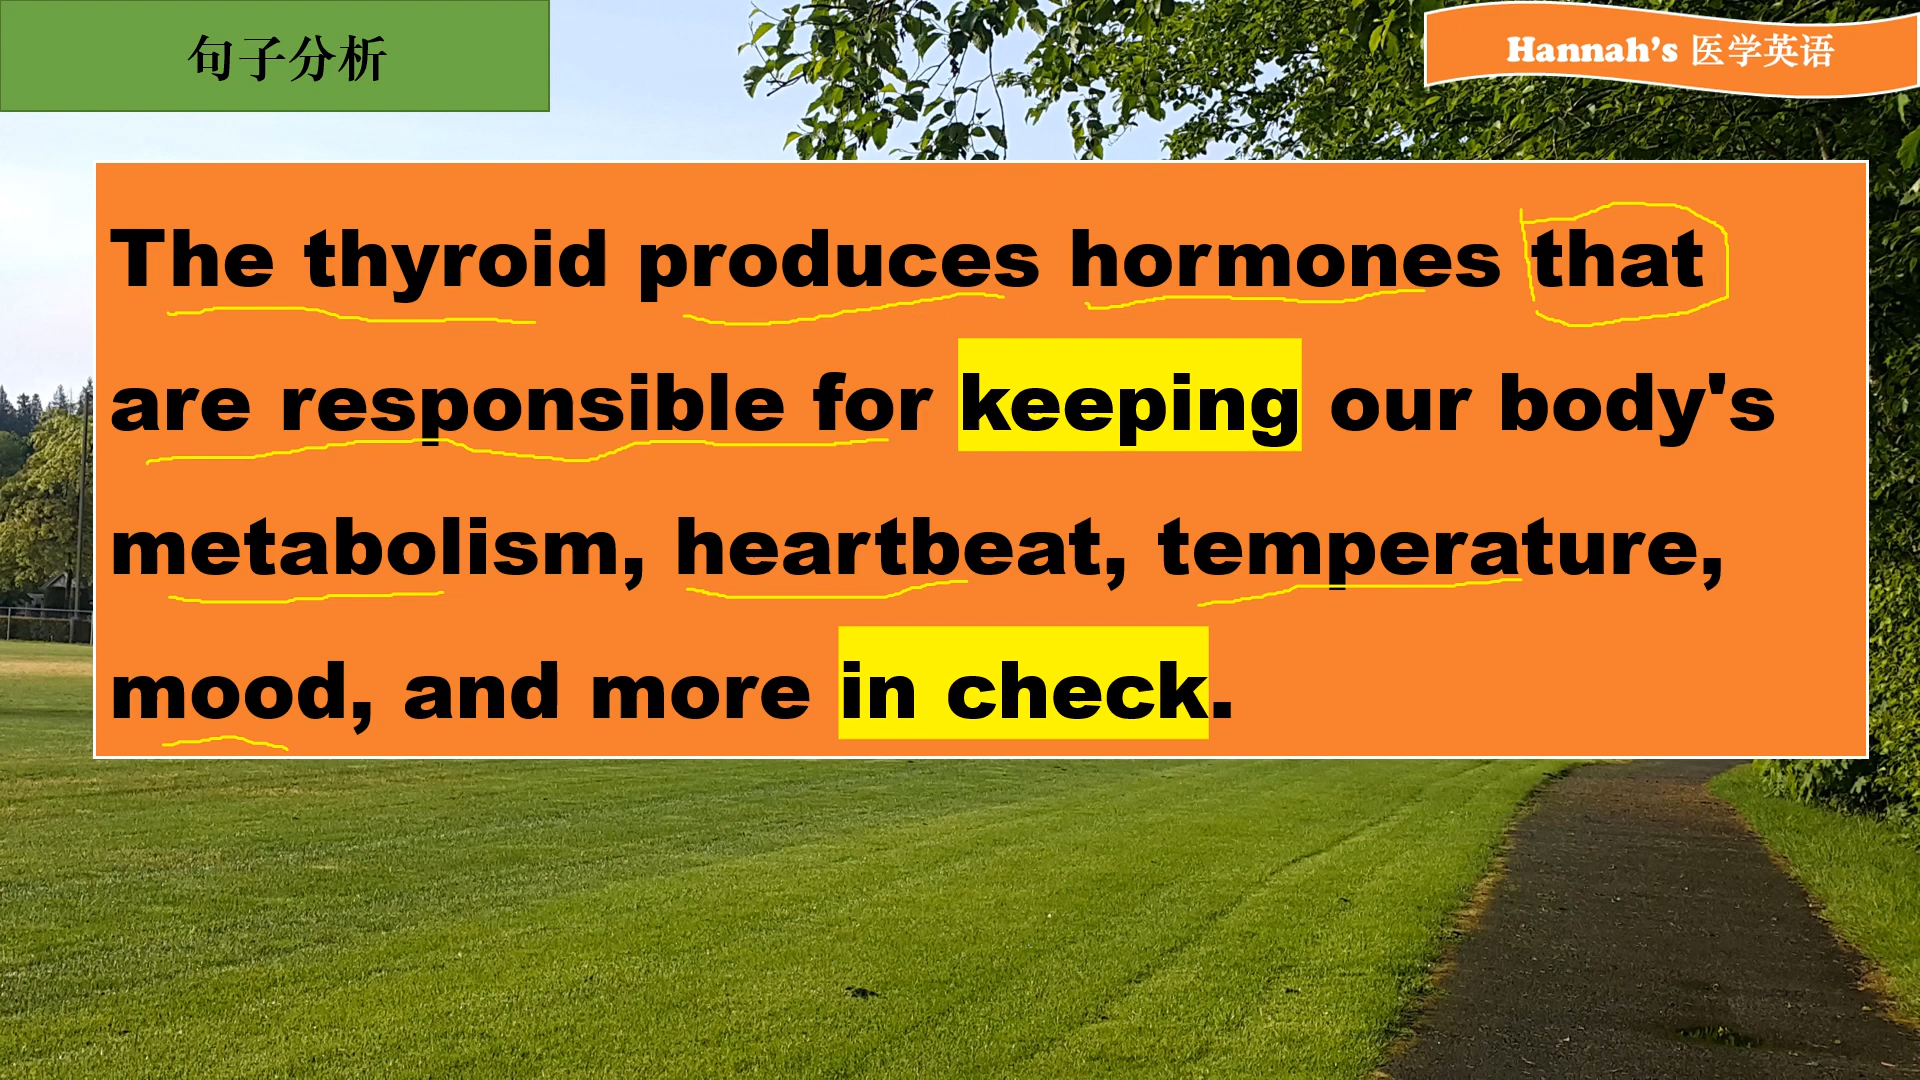 句子分析
Hannah's 医学英语
The thyroid produces hormones that
are responsible for keeping our body's
metabolism, heartbeat, temperature,
mood, and more in check.